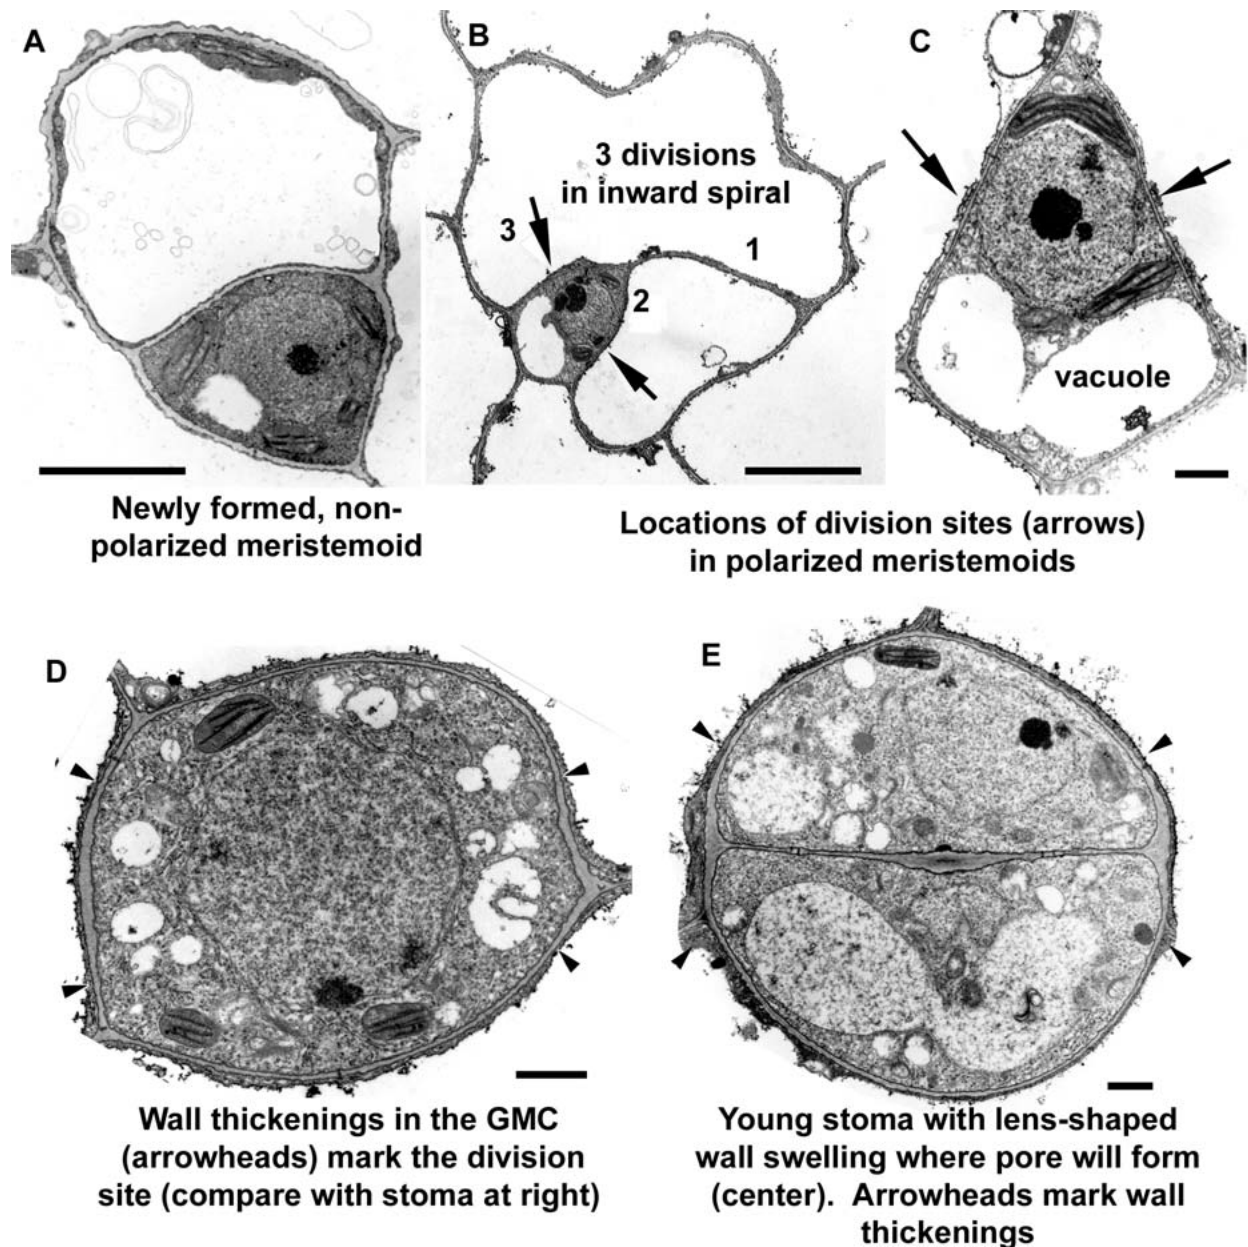 A
B
C
3 divisions
in inward spiral
3
1
2
vacuole
Newly formed, non-
polarized meristemoid
Locations of division sites (arrows)
in polarized meristemoids
D
E
Wall thickenings in the GMC
(arrowheads) mark the division
site (compare with stoma at right)
Young stoma with lens-shaped
wall swelling where pore will form
(center).  Arrowheads mark wall
thickenings